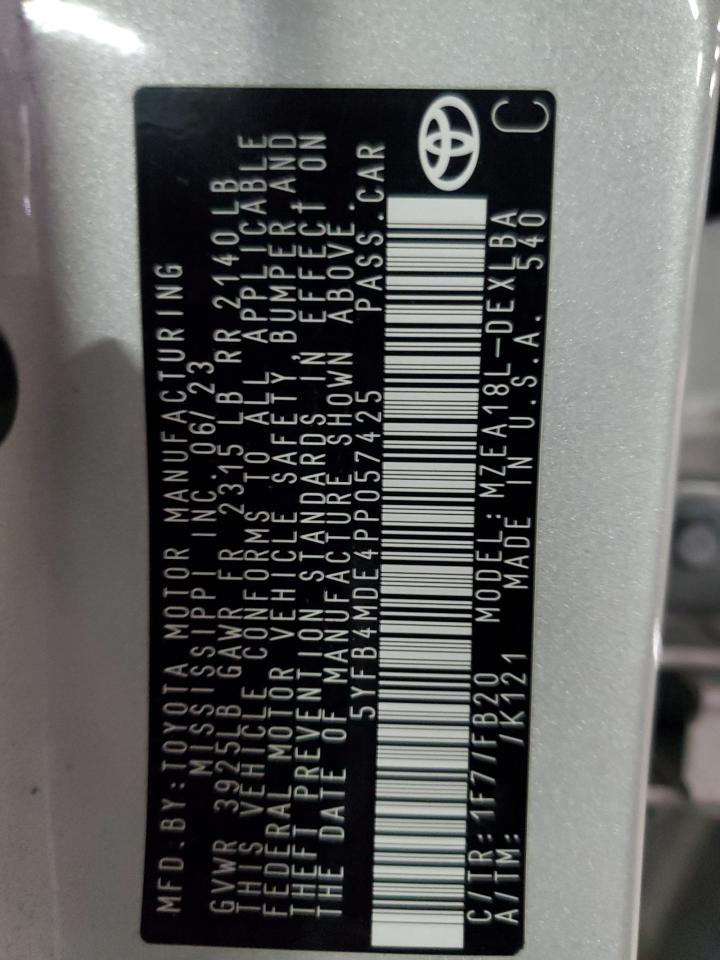 MFD.BY:TOYOTA MOTOR MANUFACTURING
MISSISSIPPI INC. 06/23
GVWR 3925LB GAWR FR 2315 LB RR 2140LB
THIS VEHICLE CONFORMS TO ALL APPLICABLE
FEDERAL MOTOR VEHICLE SAFETY,BUMPER AND
THEFT PREVENTION STANDARDS IN EFFECT ON
THE DATE OF MANUFACTURE SHOWN ABOVE.
5YFB4MDE4PP057425 PASS.CAR
C/TR:1F7/FB20 MODEL:MZEA18L-DEXLBA
A/TM: /K121 MADE IN U.S.A. 540
C